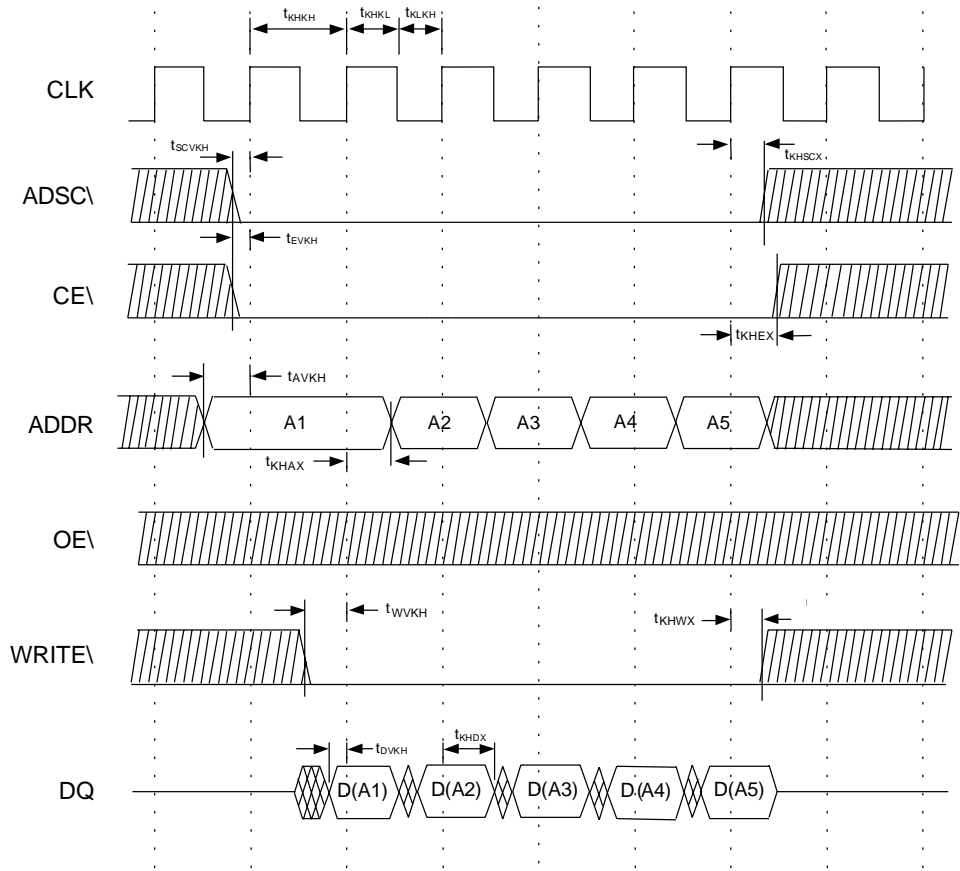 tKHKH tKHKL tKLKH
CLK
tSCVKH tKHSCX
ADSC\
tEVKH
CE\
tKHEX
tAVKH
ADDR A1 A2 A3 A4 A5
tKHAX
OE\
tWVKH tKHWX
WRITE\
tDVKH tKHDX
DQ D(A1) D(A2) D(A3) D(A4) D(A5)